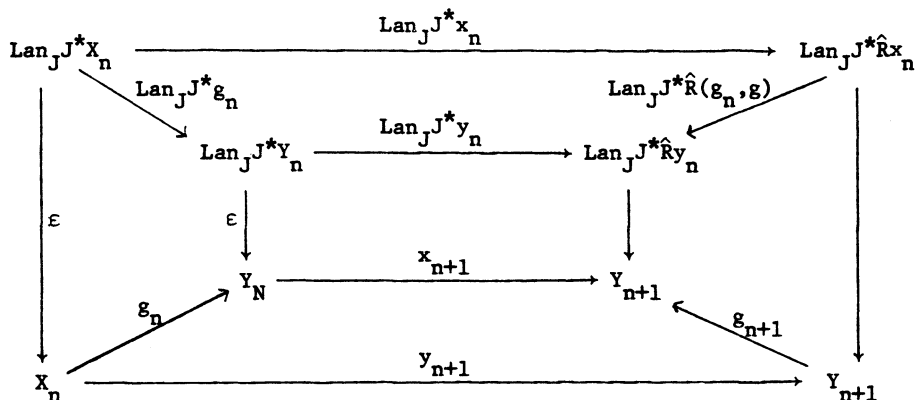 Lan_J J*x_n
Lan_J J*X_n Lan_J J*R̂x_n
Lan_J J*g_n Lan_J J*R̂(g_n,g)
Lan_J J*y_n
Lan_J J*Y_n Lan_J J*R̂y_n
ε ε
x_{n+1}
Y_N Y_{n+1}
g_n g_{n+1}
y_{n+1}
X_n Y_{n+1}